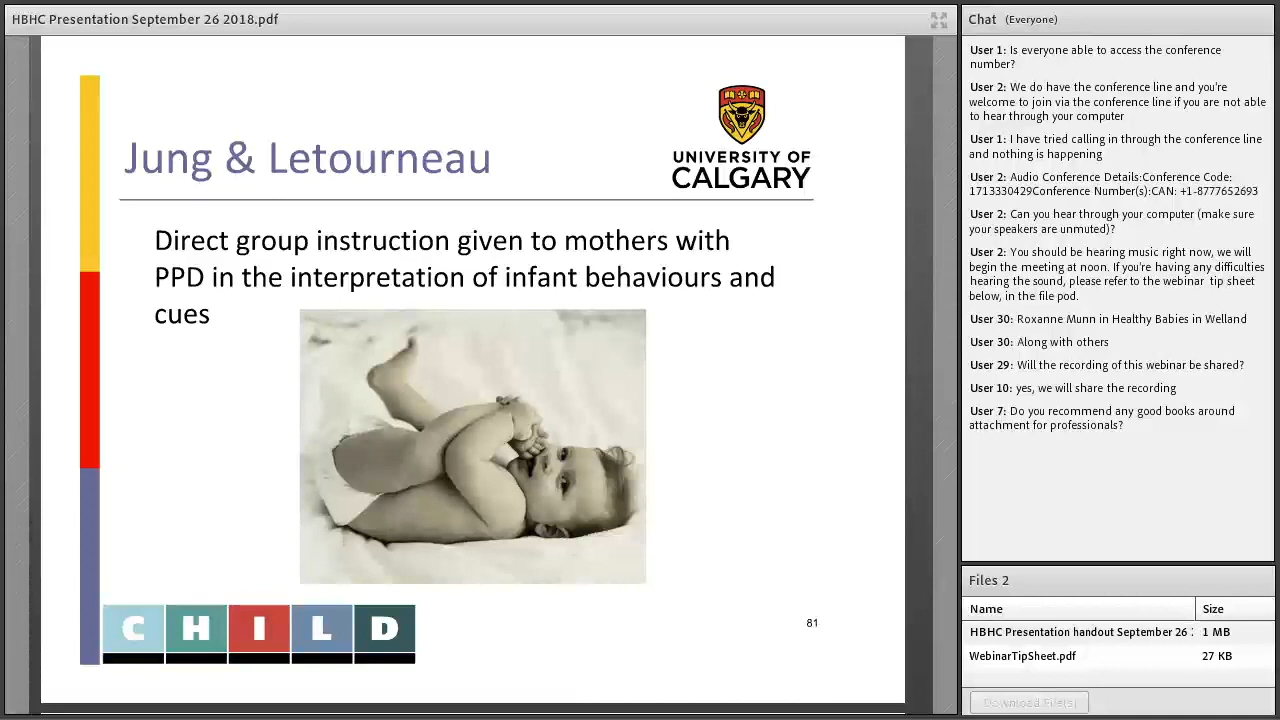 HBHC Presentation September 26 2018.pdf
Jung & Letourneau
UNIVERSITY OF
CALGARY
Direct group instruction given to mothers with
PPD in the interpretation of infant behaviours and
cues
C H I L D
81
Chat (Everyone)
User 1: Is everyone able to access the conference
number?
User 2: We do have the conference line and you're
welcome to join via the conference line if you are not able
to hear through your computer
User 1: I have tried calling in through the conference line
and nothing is happening
User 2: Audio Conference Details:Conference Code:
1713330429Conference Number(s):CAN: +1-8777652693
User 2: Can you hear through your computer (make sure
your speakers are unmuted)?
User 2: You should be hearing music right now, we will
begin the meeting at noon. If you're having any difficulties
hearing the sound, please refer to the webinar tip sheet
below, in the file pod.
User 30: Roxanne Munn in Healthy Babies in Welland
User 30: Along with others
User 29: Will the recording of this webinar be shared?
User 10: yes, we will share the recording
User 7: Do you recommend any good books around
attachment for professionals?
Files 2
Name Size
HBHC Presentation handout September 26 1 MB
WebinarTipSheet.pdf 27 KB
Download File(s)